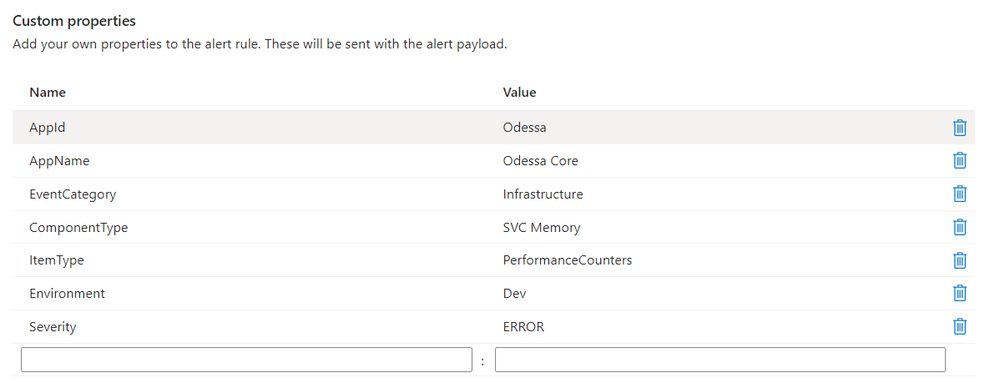 Custom properties
Add your own properties to the alert rule. These will be sent with the alert payload.
Name Value
AppId Odessa
AppName Odessa Core
EventCategory Infrastructure
ComponentType SVC Memory
ItemType PerformanceCounters
Environment Dev
Severity ERROR
: